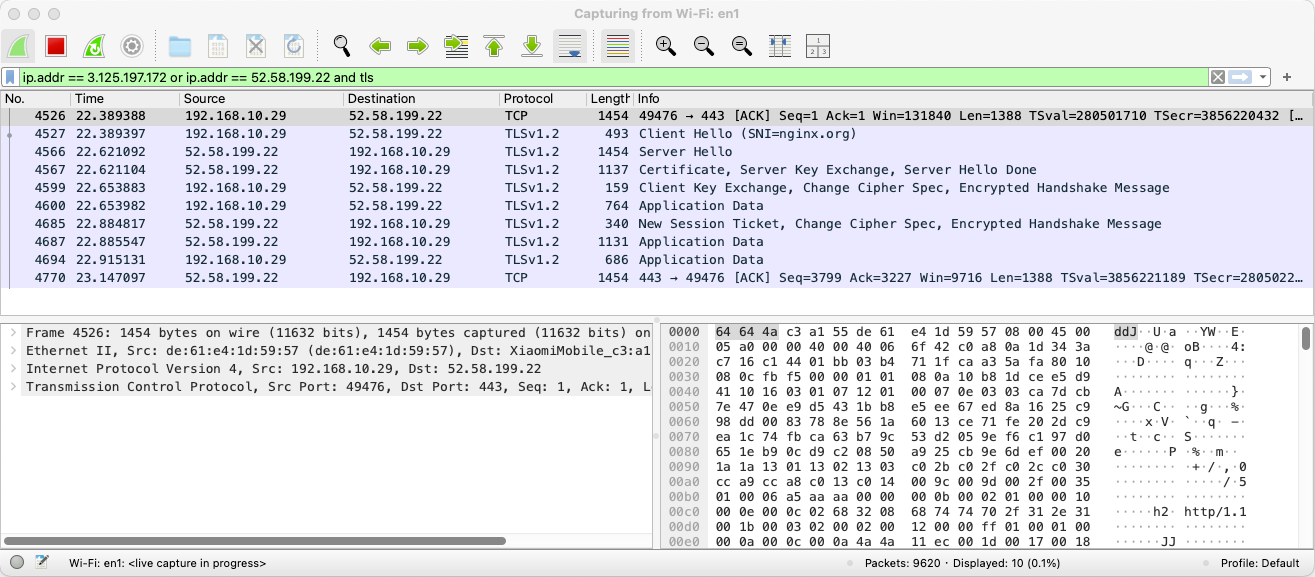 Capturing from Wi-Fi: en1
ip.addr == 3.125.197.172 or ip.addr == 52.58.199.22 and tls
No. Time Source Destination Protocol Length Info
4526 22.389388 192.168.10.29 52.58.199.22 TCP 1454 49476 → 443 [ACK] Seq=1 Ack=1 Win=131840 Len=1388 TSval=280501710 TSecr=3856220432 […
4527 22.389397 192.168.10.29 52.58.199.22 TLSv1.2 493 Client Hello (SNI=nginx.org)
4566 22.621092 52.58.199.22 192.168.10.29 TLSv1.2 1454 Server Hello
4567 22.621104 52.58.199.22 192.168.10.29 TLSv1.2 1137 Certificate, Server Key Exchange, Server Hello Done
4599 22.653883 192.168.10.29 52.58.199.22 TLSv1.2 159 Client Key Exchange, Change Cipher Spec, Encrypted Handshake Message
4600 22.653982 192.168.10.29 52.58.199.22 TLSv1.2 764 Application Data
4685 22.884817 52.58.199.22 192.168.10.29 TLSv1.2 340 New Session Ticket, Change Cipher Spec, Encrypted Handshake Message
4687 22.885547 52.58.199.22 192.168.10.29 TLSv1.2 1131 Application Data
4694 22.915131 192.168.10.29 52.58.199.22 TLSv1.2 686 Application Data
4770 23.147097 52.58.199.22 192.168.10.29 TCP 1454 443 → 49476 [ACK] Seq=3799 Ack=3227 Win=9716 Len=1388 TSval=3856221189 TSecr=2805022…
Frame 4526: 1454 bytes on wire (11632 bits), 1454 bytes captured (11632 bits) on
Ethernet II, Src: de:61:e4:1d:59:57 (de:61:e4:1d:59:57), Dst: XiaomiMobile_c3:a1
Internet Protocol Version 4, Src: 192.168.10.29, Dst: 52.58.199.22
Transmission Control Protocol, Src Port: 49476, Dst Port: 443, Seq: 1, Ack: 1, L
0000 64 64 4a c3 a1 55 de 61 e4 1d 59 57 08 00 45 00 ddJ··U·a ··YW··E·
0010 05 a0 00 00 40 00 40 06 6f 42 c0 a8 0a 1d 34 3a ····@·@· oB····4:
0020 c7 16 c1 44 01 bb 03 b4 71 1f ca a3 5a fa 80 10 ···D···· q···Z···
0030 08 0c fb f5 00 00 01 01 08 0a 10 b8 1d ce e5 d9 ········ ········
0040 41 10 16 03 01 07 12 01 00 07 0e 03 03 ca 7d cb A······· ······}·
0050 7e 47 0e e9 d5 43 1b b8 e5 ee 67 ed 8a 16 25 c9 ~G···C·· ··g···%·
0060 98 dd 00 83 78 8e 56 1a 60 13 ce 71 fe 20 2d c9 ····x·V· `··q· -·
0070 ea 1c 74 fb ca 63 b7 9c 53 d2 05 9e f6 c1 97 d0 ··t··c·· S·······
0080 65 1e b9 0c d9 c2 08 50 a9 25 cb 9e 6d ef 00 20 e······P ·%··m··
0090 1a 1a 13 01 13 02 13 03 c0 2b c0 2f c0 2c c0 30 ········ ·+·/·,·0
00a0 cc a9 cc a8 c0 13 c0 14 00 9c 00 9d 00 2f 00 35 ········ ·····/·5
00b0 01 00 06 a5 aa aa 00 00 00 0b 00 02 01 00 00 10 ········ ········
00c0 00 0e 00 0c 02 68 32 08 68 74 74 70 2f 31 2e 31 ·····h2· http/1.1
00d0 00 1b 00 03 02 00 02 00 12 00 00 00 ff 01 00 01 00 ········ ········
00e0 00 0a 00 0c 00 0a 4a 4a 11 ec 00 1d 00 17 00 18 ······JJ ········
Wi-Fi: en1: <live capture in progress> Packets: 9620 · Displayed: 10 (0.1%) Profile: Default